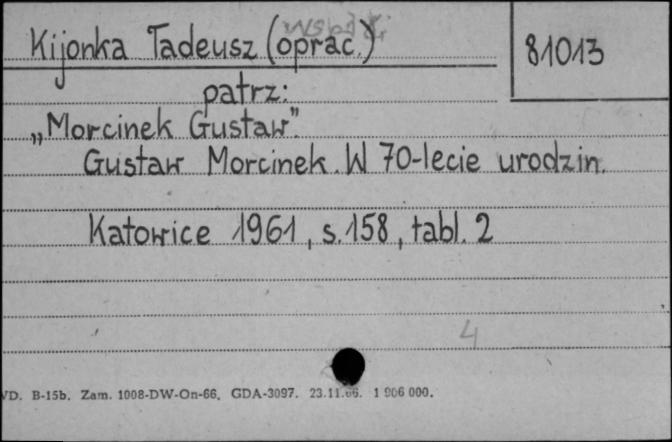 Kijonka Tadeusz (oprac.)
81013
patrz:
„Morcinek Gustaw".
Gustaw Morcinek. W 70-lecie urodzin.
Katowice 1961, s. 158, tabl. 2
4
VD. B-15b. Zam. 1008-DW-On-66. GDA-3097. 23.11.66. 1 906 000.